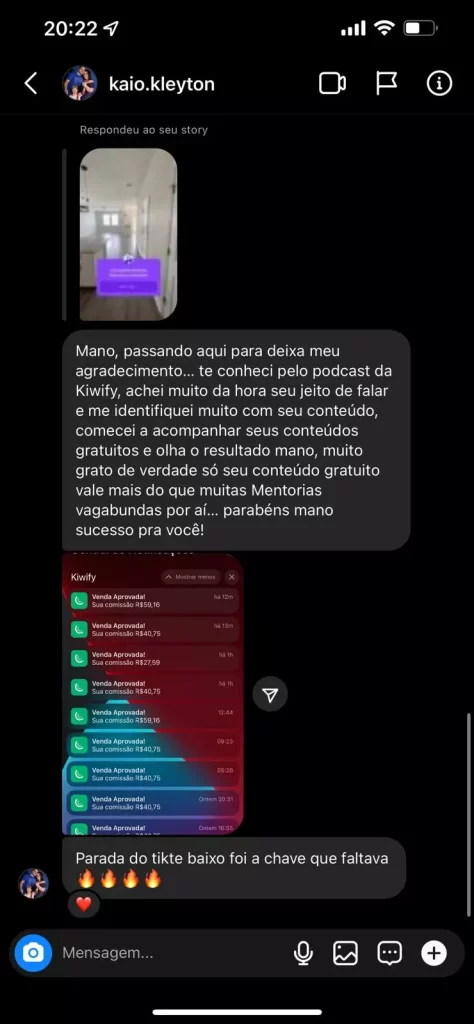 20:22
kaio.kleyton
Respondeu ao seu story
Mano, passando aqui para deixa meu
agradecimento... te conheci pelo podcast da
Kiwify, achei muito da hora seu jeito de falar
e me identifiquei muito com seu conteúdo,
comecei a acompanhar seus conteúdos
gratuitos e olha o resultado mano, muito
grato de verdade só seu conteúdo gratuito
vale mais do que muitas Mentorias
vagabundas por aí... parabéns mano
sucesso pra você!
Kiwify
Mostrar menos
Venda Aprovada! há 12m
Sua comissão R$59,16
Venda Aprovada! há 13m
Sua comissão R$40,75
Venda Aprovada! há 1h
Sua comissão R$27,59
Venda Aprovada! há 1h
Sua comissão R$40,75
Venda Aprovada! 12:44
Sua comissão R$59,16
Venda Aprovada! 09:23
Sua comissão R$40,75
Venda Aprovada! 05:26
Sua comissão R$40,75
Venda Aprovada! Ontem 20:31
Sua comissão R$40,75
Venda Aprovada! Ontem 16:55
Parada do tikte baixo foi a chave que faltava
🔥🔥🔥🔥
Mensagem...